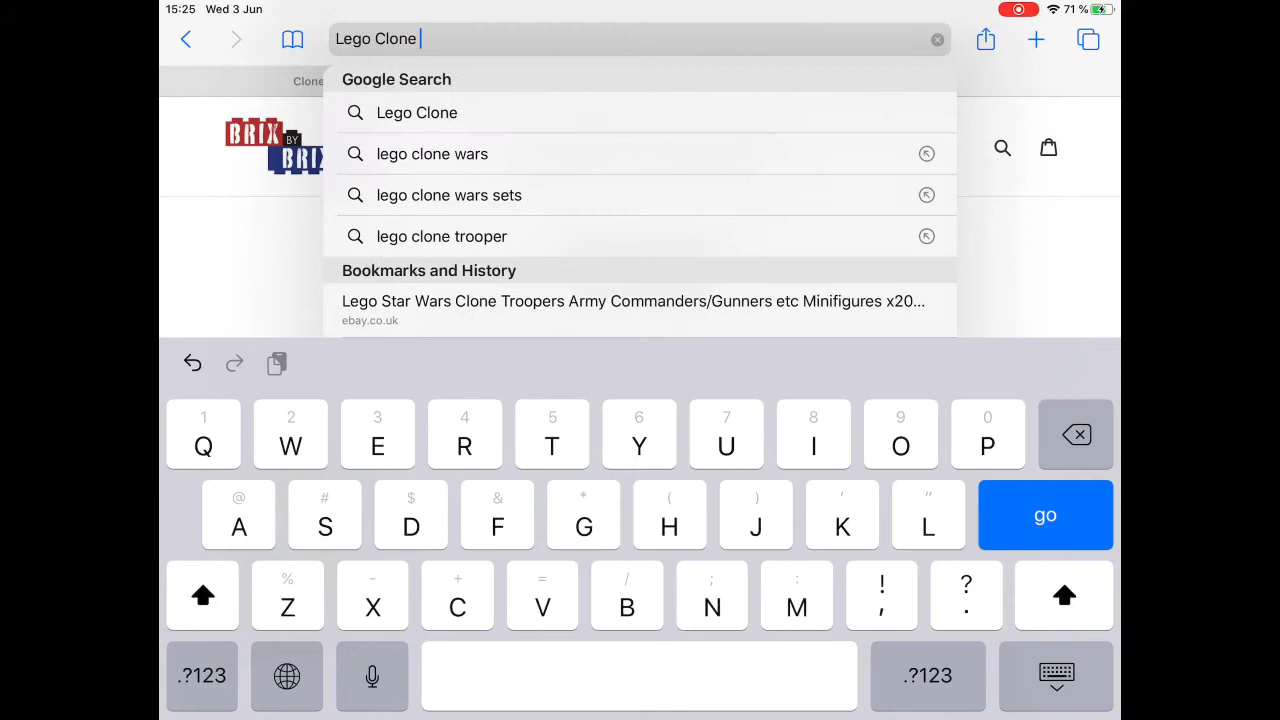 15:25 Wed 3 Jun 71 %
Lego Clone
Clone
BRIX
BY
BRIX
Google Search
Lego Clone
lego clone wars
lego clone wars sets
lego clone trooper
Bookmarks and History
Lego Star Wars Clone Troopers Army Commanders/Gunners etc Minifigures x20...
ebay.co.uk
1 2 3 4 5 6 7 8 9 0
Q W E R T Y U I O P
@ # $ & * ( ) ' "
A S D F G H J K L go
% - + = / ; : ! ?
Z X C V B N M , .
.?123 .?123